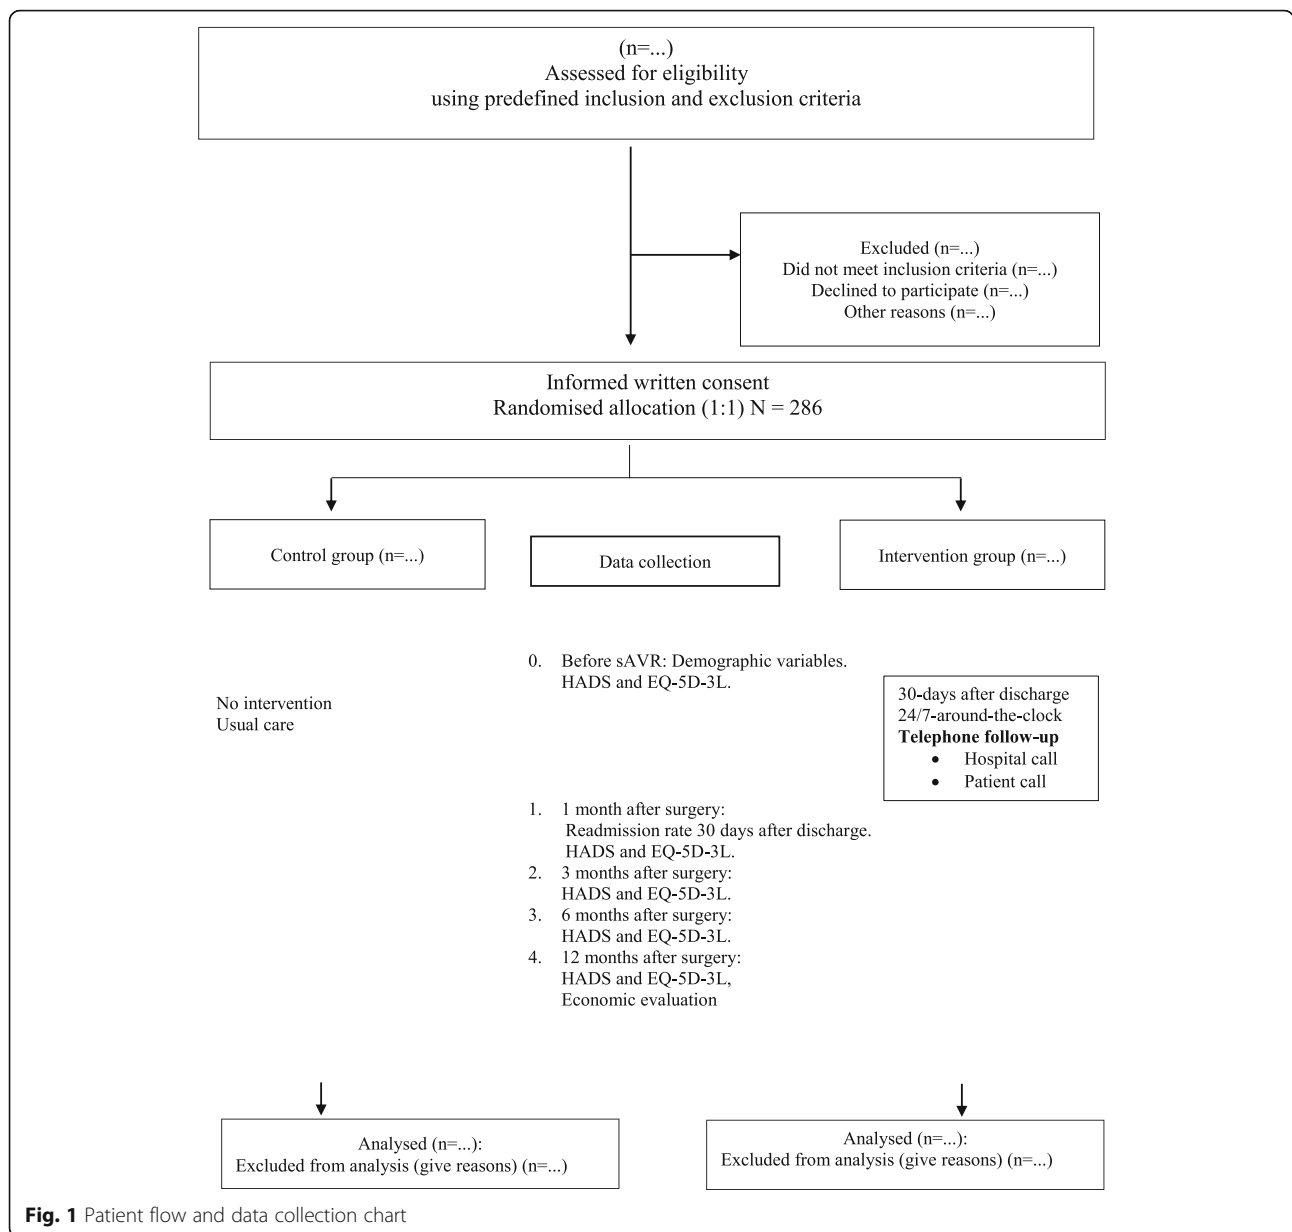 (n=...)
Assessed for eligibility
using predefined inclusion and exclusion criteria
Excluded (n=...)
Did not meet inclusion criteria (n=...)
Declined to participate (n=...)
Other reasons (n=...)
Informed written consent
Randomised allocation (1:1) N = 286
Control group (n=...)
Data collection
Intervention group (n=...)
No intervention
Usual care
0. Before sAVR: Demographic variables.
HADS and EQ-5D-3L.
30-days after discharge
24/7-around-the-clock
Telephone follow-up
• Hospital call
• Patient call
1. 1 month after surgery:
Readmission rate 30 days after discharge.
HADS and EQ-5D-3L.
2. 3 months after surgery:
HADS and EQ-5D-3L.
3. 6 months after surgery:
HADS and EQ-5D-3L.
4. 12 months after surgery:
HADS and EQ-5D-3L,
Economic evaluation
Analysed (n=...):
Excluded from analysis (give reasons) (n=...)
Analysed (n=...):
Excluded from analysis (give reasons) (n=...)
Fig. 1 Patient flow and data collection chart